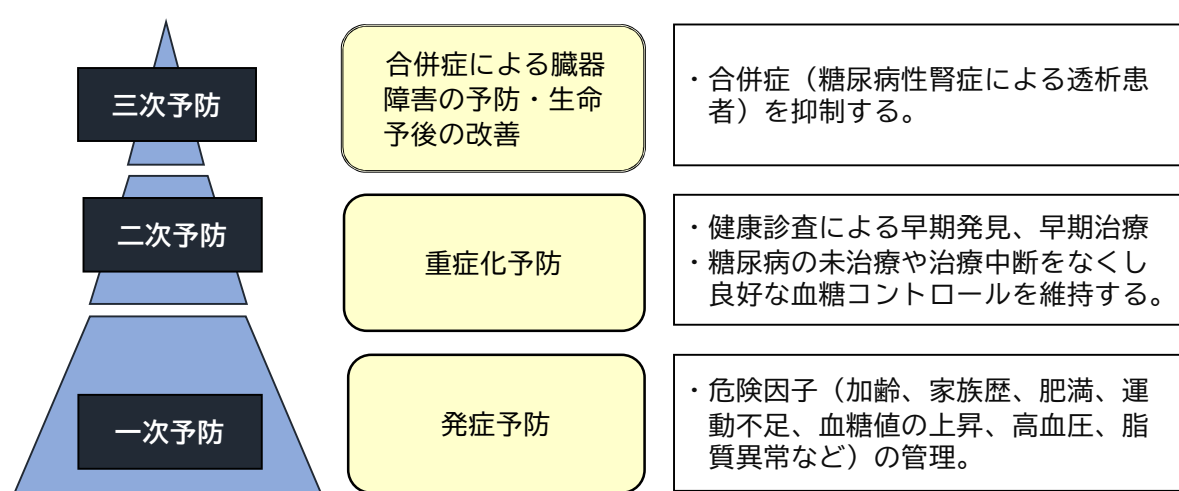 三次予防
合併症による臓器
障害の予防・生命
予後の改善
・合併症（糖尿病性腎症による透析患
者）を抑制する。
二次予防
重症化予防
・健康診査による早期発見、早期治療
・糖尿病の未治療や治療中断をなくし
良好な血糖コントロールを維持する。
一次予防
発症予防
・危険因子（加齢、家族歴、肥満、運
動不足、血糖値の上昇、高血圧、脂
質異常など）の管理。